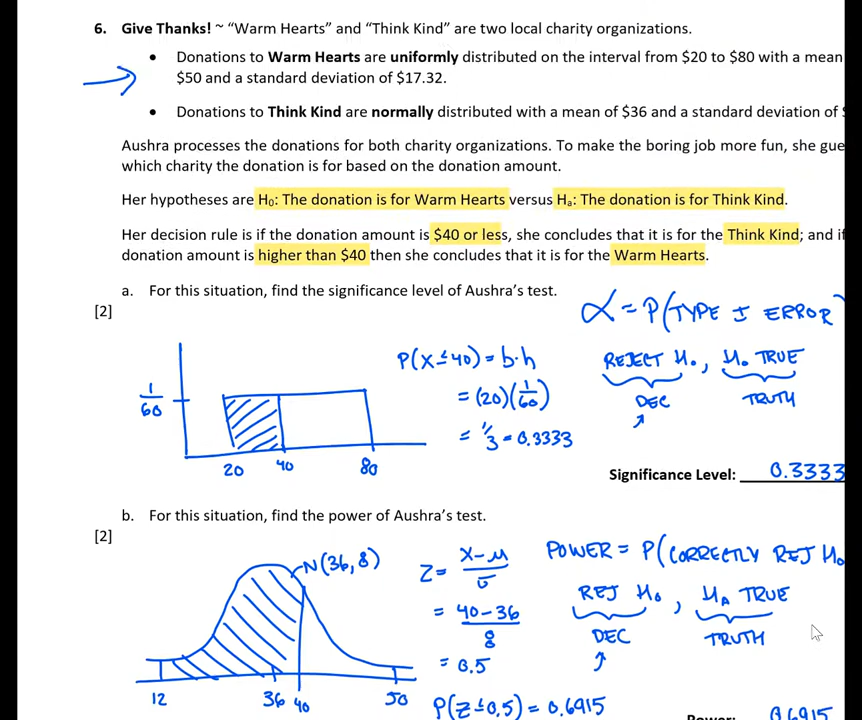 6. Give Thanks! ~ “Warm Hearts” and “Think Kind” are two local charity organizations.
• Donations to Warm Hearts are uniformly distributed on the interval from $20 to $80 with a mean
$50 and a standard deviation of $17.32.
• Donations to Think Kind are normally distributed with a mean of $36 and a standard deviation of
Aushra processes the donations for both charity organizations. To make the boring job more fun, she gue
which charity the donation is for based on the donation amount.
Her hypotheses are H₀: The donation is for Warm Hearts versus Hₐ: The donation is for Think Kind.
Her decision rule is if the donation amount is $40 or less, she concludes that it is for the Think Kind; and if
donation amount is higher than $40 then she concludes that it is for the Warm Hearts.
a. For this situation, find the significance level of Aushra’s test.
[2]
α = P(TYPE I ERROR)
P(X≤40) = b·h
REJECT H₀, H₀ TRUE
= (20)(1/60)
DEC TRUTH
= 1/3 = 0.3333
1/60
20 40 80
Significance Level: 0.3333
b. For this situation, find the power of Aushra’s test.
[2]
POWER = P(CORRECTLY REJ H₀
N(36,8)
Z = X-μ/σ
REJ H₀, HA TRUE
= 40-36/8
DEC TRUTH
= 0.5
12 36 40 50
P(Z≤0.5) = 0.6915
Power: 0.6915